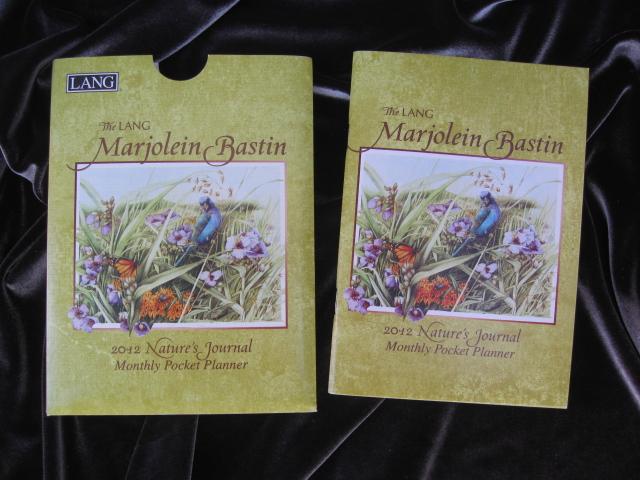 LANG
The LANG
Marjolein Bastin
2012 Nature's Journal
Monthly Pocket Planner
The LANG
Marjolein Bastin
2012 Nature's Journal
Monthly Pocket Planner